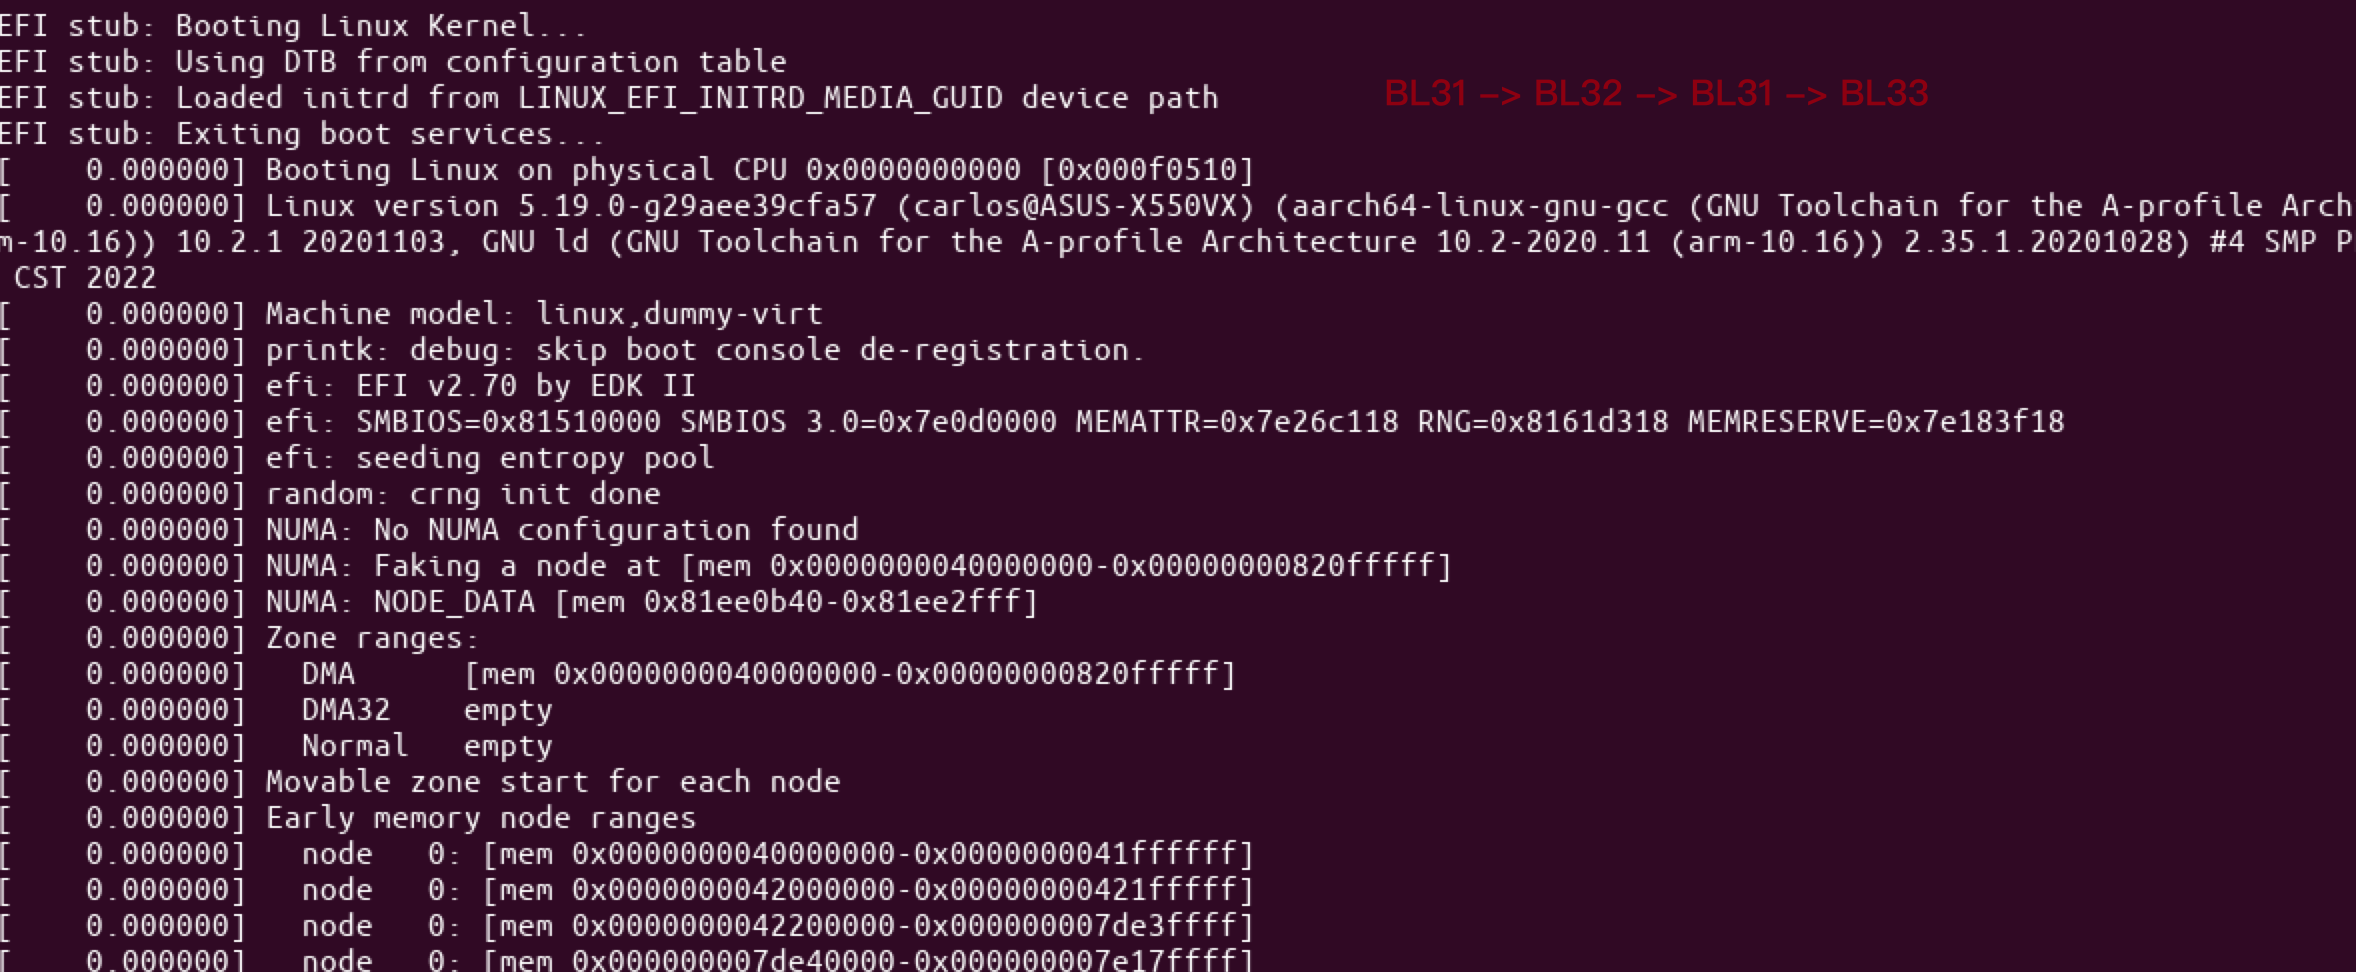 EFI stub: Booting Linux Kernel...
EFI stub: Using DTB from configuration table
EFI stub: Loaded initrd from LINUX_EFI_INITRD_MEDIA_GUID device path
BL31 –> BL32 –> BL31 –> BL33
EFI stub: Exiting boot services...
[    0.000000] Booting Linux on physical CPU 0x0000000000 [0x000f0510]
[    0.000000] Linux version 5.19.0-g29aee39cfa57 (carlos@ASUS-X550VX) (aarch64-linux-gnu-gcc (GNU Toolchain for the A-profile Arch
m-10.16)) 10.2.1 20201103, GNU ld (GNU Toolchain for the A-profile Architecture 10.2-2020.11 (arm-10.16)) 2.35.1.20201028) #4 SMP P
CST 2022
[    0.000000] Machine model: linux,dummy-virt
[    0.000000] printk: debug: skip boot console de-registration.
[    0.000000] efi: EFI v2.70 by EDK II
[    0.000000] efi: SMBIOS=0x81510000 SMBIOS 3.0=0x7e0d0000 MEMATTR=0x7e26c118 RNG=0x8161d318 MEMRESERVE=0x7e183f18
[    0.000000] efi: seeding entropy pool
[    0.000000] random: crng init done
[    0.000000] NUMA: No NUMA configuration found
[    0.000000] NUMA: Faking a node at [mem 0x0000000040000000-0x00000000820fffff]
[    0.000000] NUMA: NODE_DATA [mem 0x81ee0b40-0x81ee2fff]
[    0.000000] Zone ranges:
[    0.000000]   DMA      [mem 0x0000000040000000-0x00000000820fffff]
[    0.000000]   DMA32    empty
[    0.000000]   Normal   empty
[    0.000000] Movable zone start for each node
[    0.000000] Early memory node ranges
[    0.000000]   node   0: [mem 0x0000000040000000-0x0000000041ffffff]
[    0.000000]   node   0: [mem 0x0000000042000000-0x00000000421fffff]
[    0.000000]   node   0: [mem 0x0000000042200000-0x000000007de3ffff]
[    0.000000]   node   0: [mem 0x000000007de40000-0x000000007e17ffff]